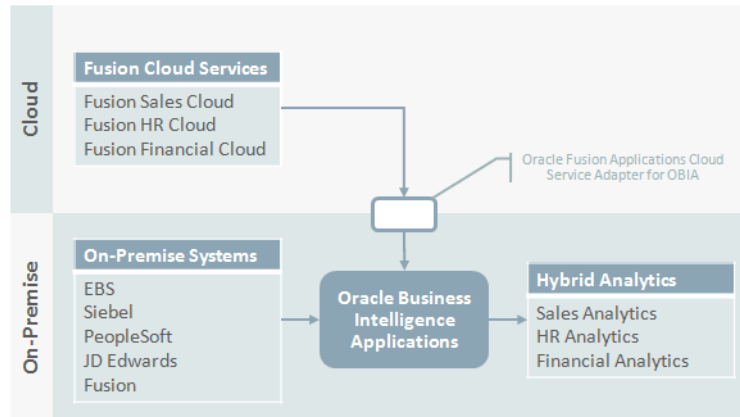 Cloud
Fusion Cloud Services
Fusion Sales Cloud
Fusion HR Cloud
Fusion Financial Cloud
Oracle Fusion Applications Cloud
Service Adapter for OBIA
On-Premise
On-Premise Systems
EBS
Siebel
PeopleSoft
JD Edwards
Fusion
Oracle Business
Intelligence
Applications
Hybrid Analytics
Sales Analytics
HR Analytics
Financial Analytics